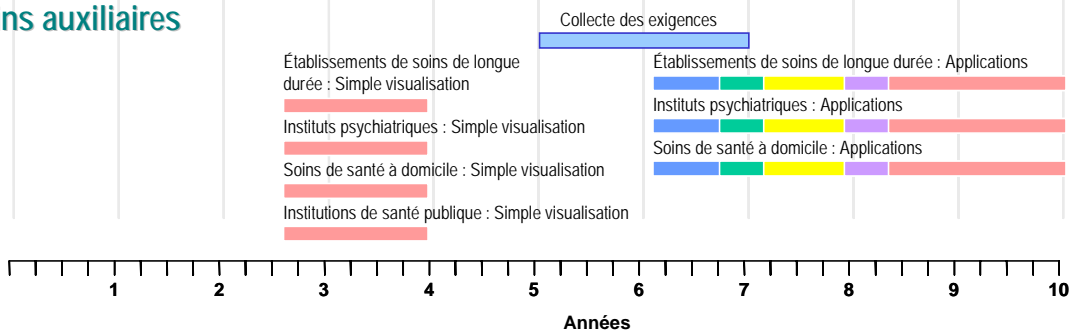 ns auxiliaires
Collecte des exigences
Établissements de soins de longue
durée : Simple visualisation
Instituts psychiatriques : Simple visualisation
Soins de santé à domicile : Simple visualisation
Institutions de santé publique : Simple visualisation
Établissements de soins de longue durée : Applications
Instituts psychiatriques : Applications
Soins de santé à domicile : Applications
1 2 3 4 5 6 7 8 9 10
Années